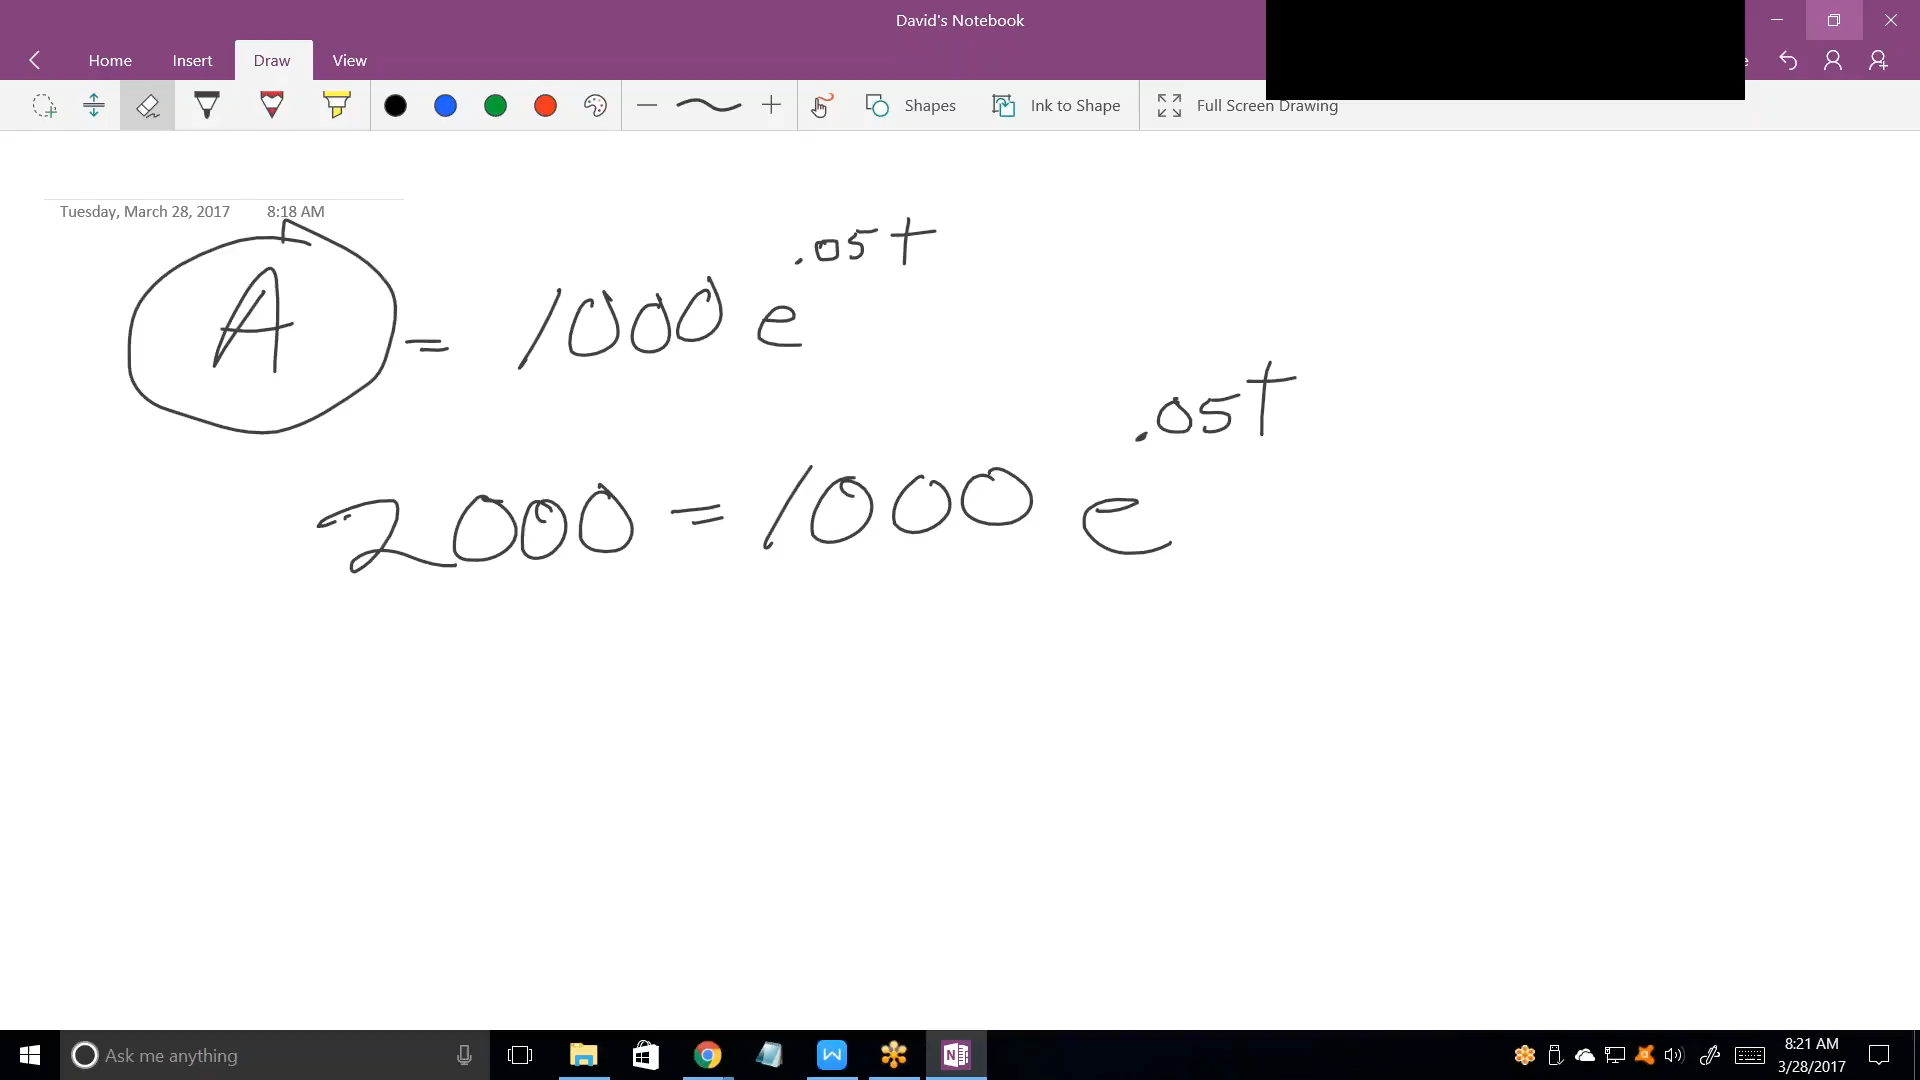 David's Notebook
Home Insert Draw View
Shapes Ink to Shape Full Screen Drawing
Tuesday, March 28, 2017 8:18 AM
A = 1000 e^.05t
2000 = 1000 e^.05t
Ask me anything
8:21 AM
3/28/2017